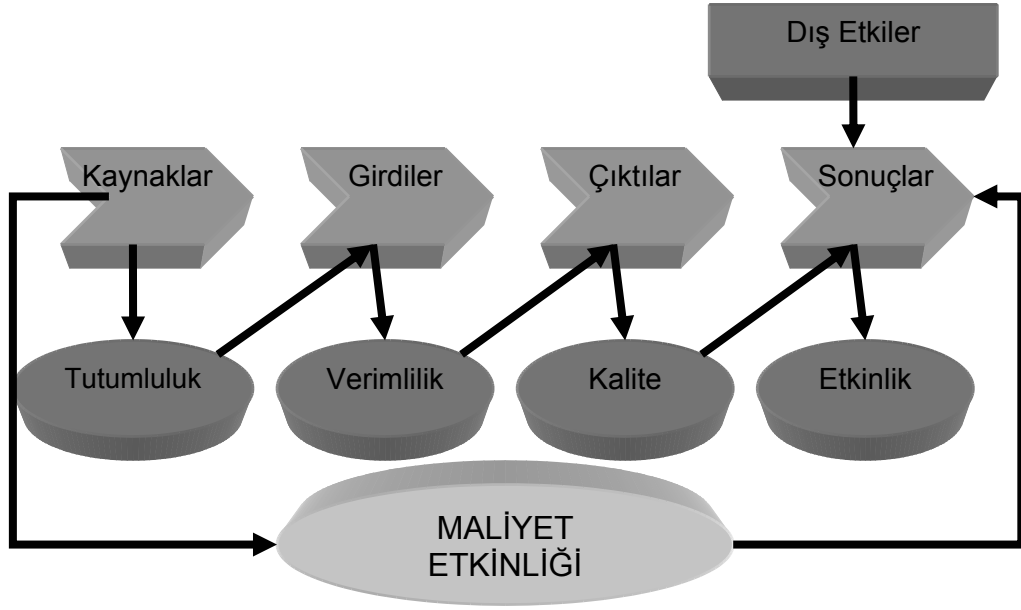 Dış Etkiler
Kaynaklar
Girdiler
Çıktılar
Sonuçlar
Tutumluluk
Verimlilik
Kalite
Etkinlik
MALİYET
ETKİNLİĞİ